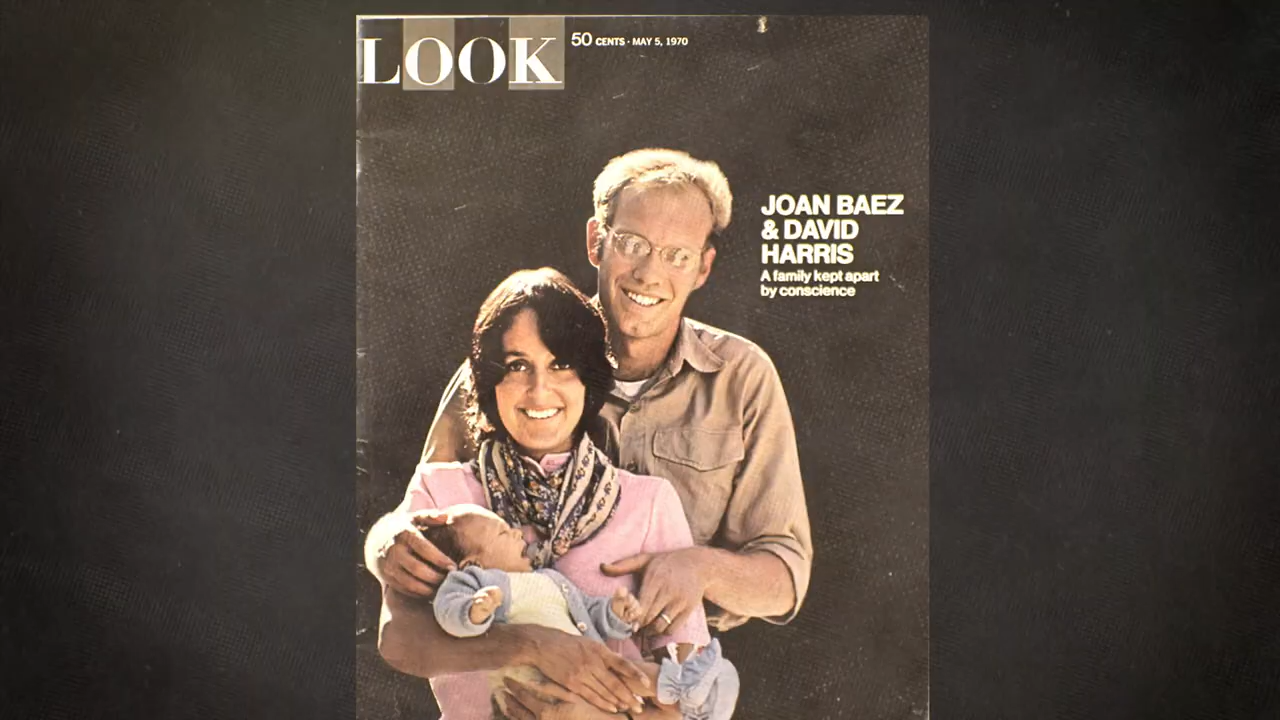 LOOK
50 CENTS · MAY 5, 1970
JOAN BAEZ
& DAVID
HARRIS
A family kept apart
by conscience